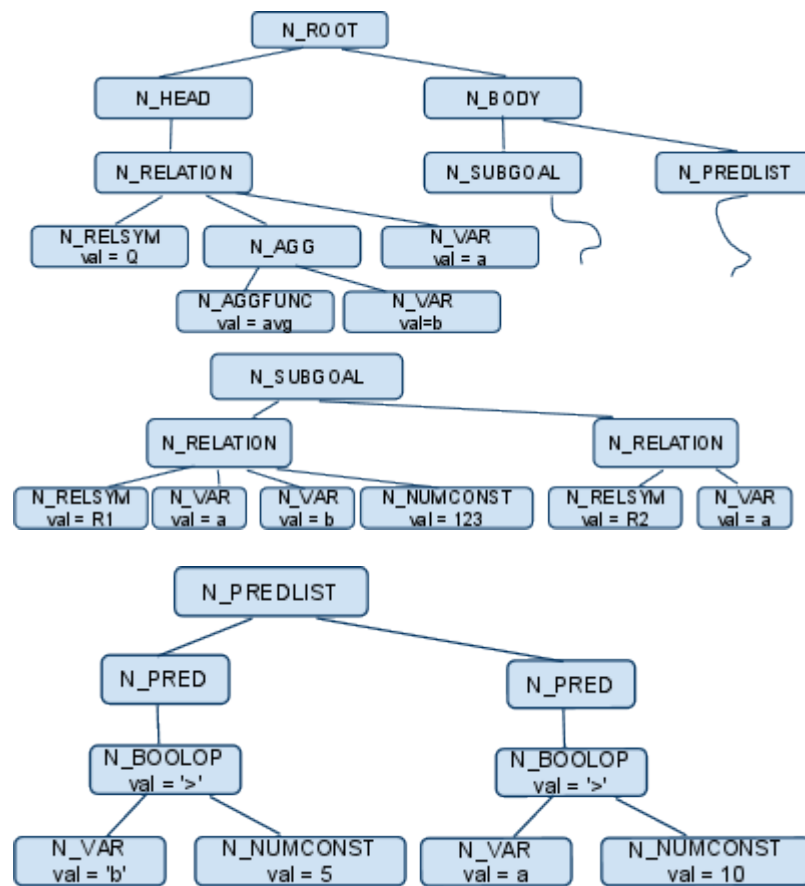 N_ROOT
N_HEAD
N_BODY
N_RELATION
N_SUBGOAL
N_PREDLIST
N_RELSYM
val = Q
N_AGG
N_VAR
val = a
N_AGGFUNC
val = avg
N_VAR
val=b
N_SUBGOAL
N_RELATION
N_RELATION
N_RELSYM
val = R1
N_VAR
val = a
N_VAR
val = b
N_NUMCONST
val = 123
N_RELSYM
val = R2
N_VAR
val = a
N_PREDLIST
N_PRED
N_PRED
N_BOOLOP
val = '>'
N_BOOLOP
val = '>'
N_VAR
val = 'b'
N_NUMCONST
val = 5
N_VAR
val = a
N_NUMCONST
val = 10